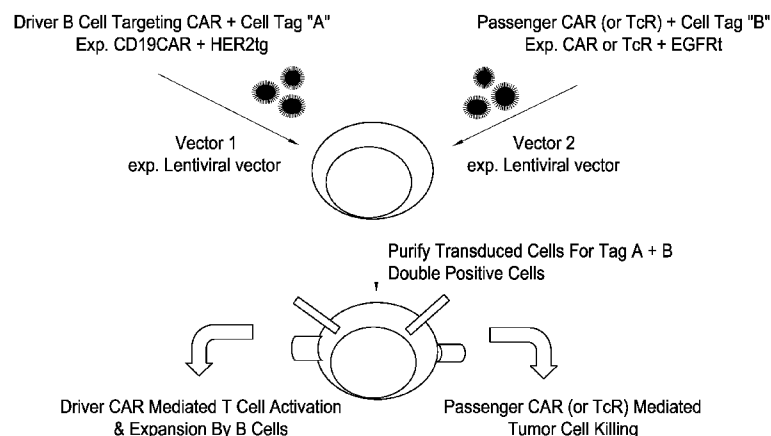 Driver B Cell Targeting CAR + Cell Tag "A"
Exp. CD19CAR + HER2tg
Passenger CAR (or TcR) + Cell Tag "B"
Exp. CAR or TcR + EGFRt
Vector 1
exp. Lentiviral vector
Vector 2
exp. Lentiviral vector
Purify Transduced Cells For Tag A + B
Double Positive Cells
Driver CAR Mediated T Cell Activation
& Expansion By B Cells
Passenger CAR (or TcR) Mediated
Tumor Cell Killing